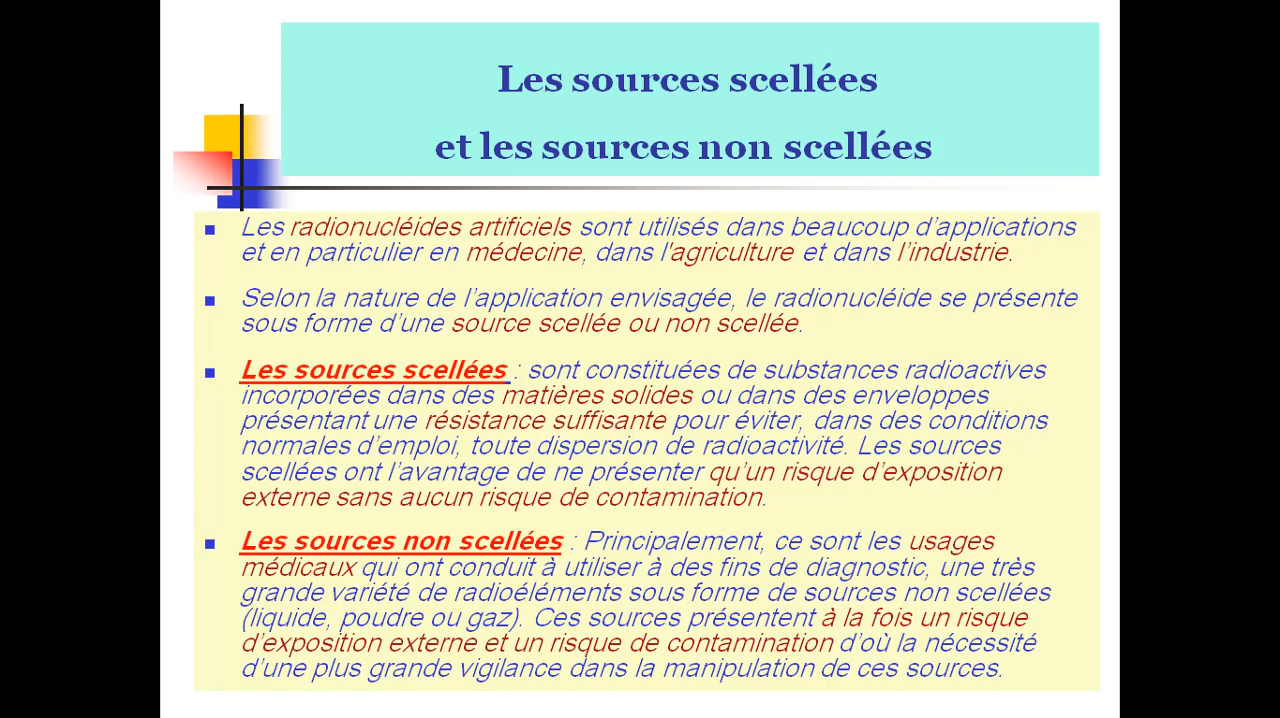 Les sources scellées
et les sources non scellées
Les radionucléides artificiels sont utilisés dans beaucoup d'applications
et en particulier en médecine, dans l'agriculture et dans l'industrie.
Selon la nature de l'application envisagée, le radionucléide se présente
sous forme d'une source scellée ou non scellée.
Les sources scellées : sont constituées de substances radioactives
incorporées dans des matières solides ou dans des enveloppes
présentant une résistance suffisante pour éviter, dans des conditions
normales d'emploi, toute dispersion de radioactivité. Les sources
scellées ont l'avantage de ne présenter qu'un risque d'exposition
externe sans aucun risque de contamination.
Les sources non scellées : Principalement, ce sont les usages
médicaux qui ont conduit à utiliser à des fins de diagnostic, une très
grande variété de radioéléments sous forme de sources non scellées
(liquide, poudre ou gaz). Ces sources présentent à la fois un risque
d'exposition externe et un risque de contamination d'où la nécessité
d'une plus grande vigilance dans la manipulation de ces sources.